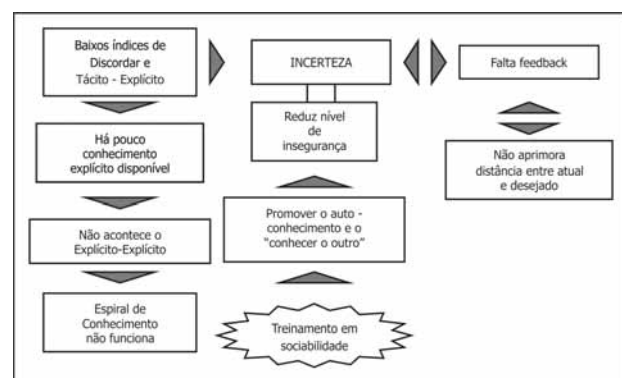 Baixos índices de
Discordar e
Tácito - Explícito
Há pouco
conhecimento
explícito disponível
Não acontece o
Explícito-Explícito
Espiral de
Conhecimento
não funciona
INCERTEZA
Reduz nível
de
insegurança
Promover o auto -
conhecimento e o
“conhecer o outro”
Treinamento em
sociabilidade
Falta feedback
Não aprimora
distância entre atual
e desejado